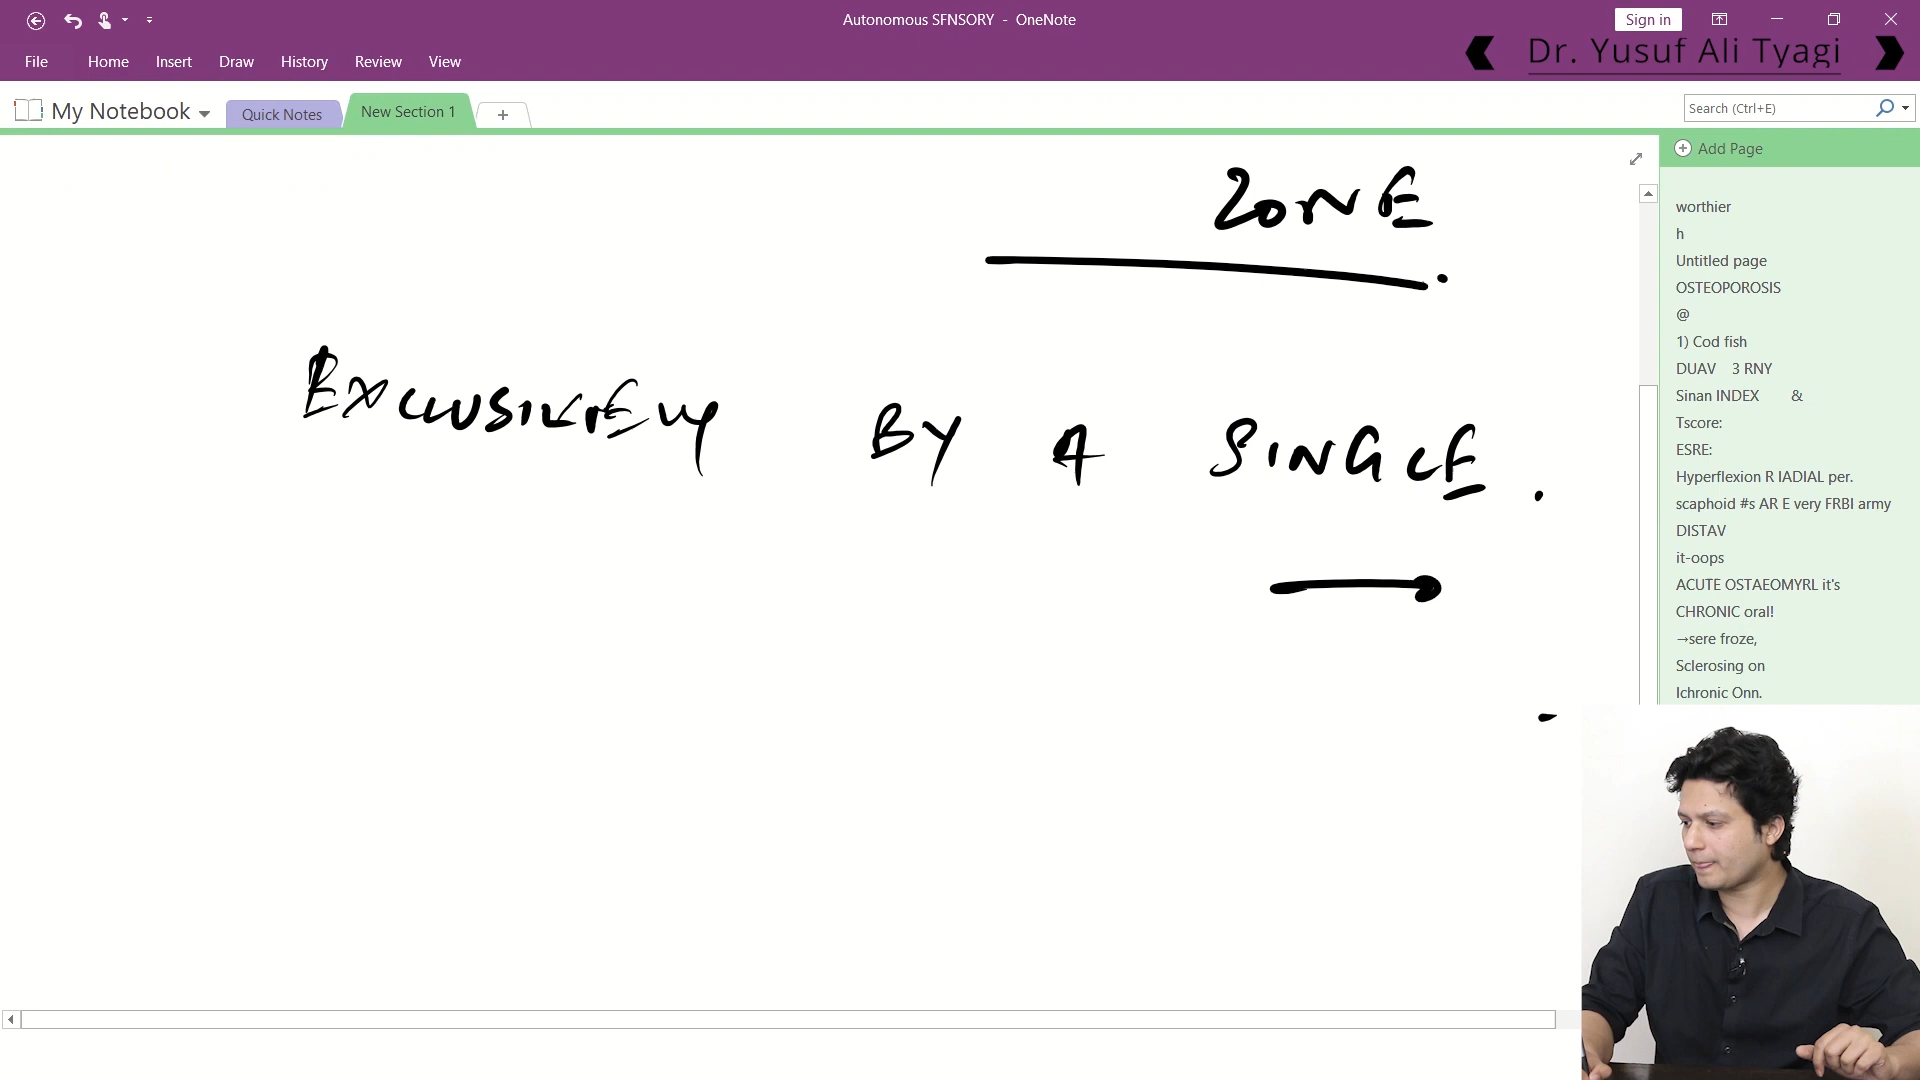 Autonomous SFNSORY - OneNote
Sign in
File Home Insert Draw History Review View
Dr. Yusuf Ali Tyagi
My Notebook
Quick Notes
New Section 1
Search (Ctrl+E)
Add Page
ZONE
EXCLUSIVELY BY A SINGLE
worthier
h
Untitled page
OSTEOPOROSIS
@
1) Cod fish
DUAV 3 RNY
Sinan INDEX &
Tscore:
ESRE:
Hyperflexion R IADIAL per.
scaphoid #s AR E very FRBI army
DISTAV
it-oops
ACUTE OSTAEOMYRL it's
CHRONIC oral!
→sere froze,
Sclerosing on
Ichronic Onn.